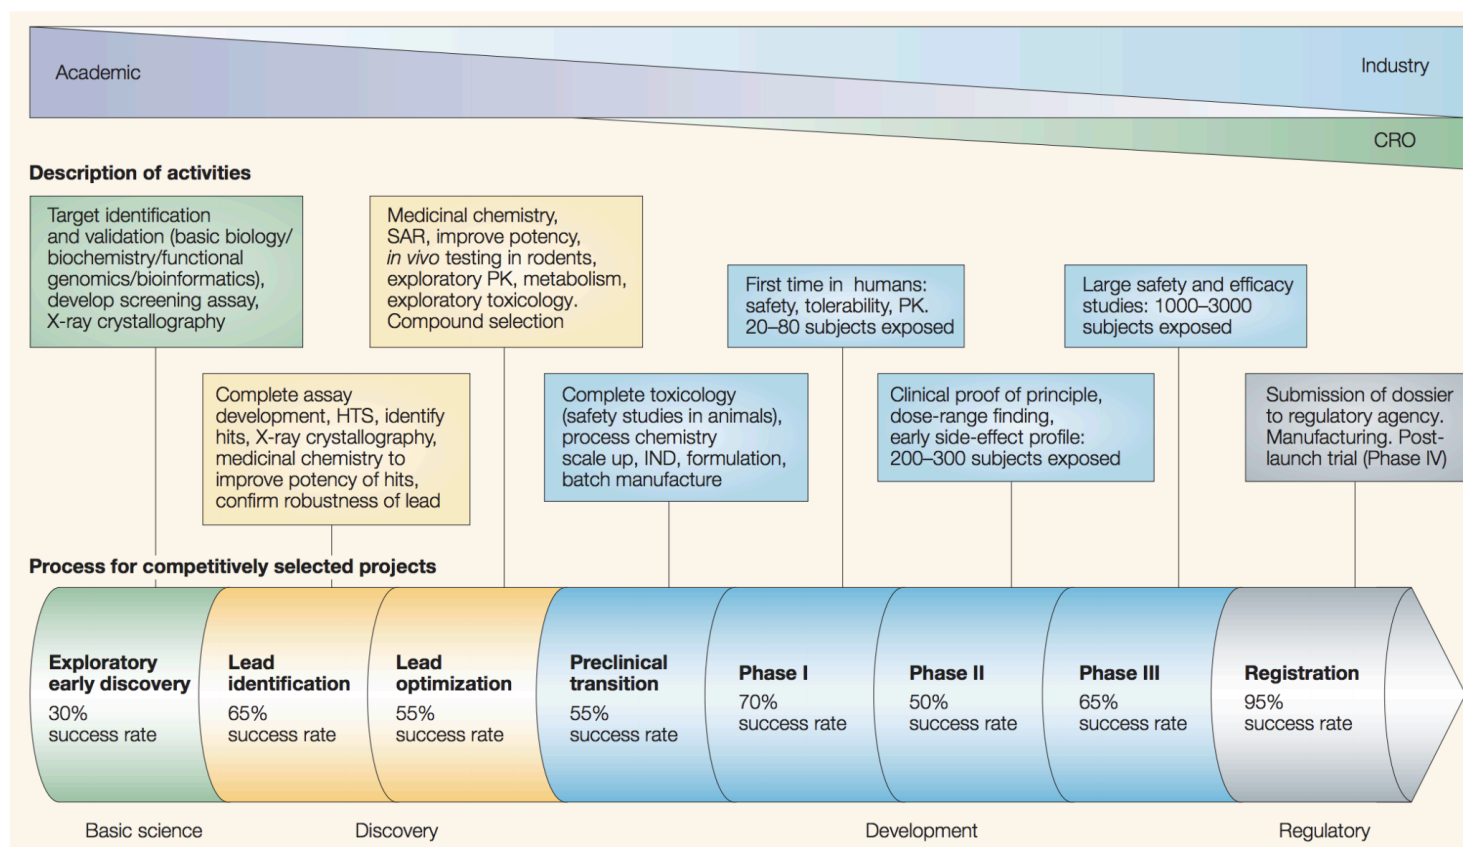 Academic
Industry
CRO
Description of activities
Target identification
and validation (basic biology/
biochemistry/functional
genomics/bioinformatics),
develop screening assay,
X-ray crystallography
Medicinal chemistry,
SAR, improve potency,
in vivo testing in rodents,
exploratory PK, metabolism,
exploratory toxicology.
Compound selection
First time in humans:
safety, tolerability, PK.
20–80 subjects exposed
Large safety and efficacy
studies: 1000–3000
subjects exposed
Complete assay
development, HTS, identify
hits, X-ray crystallography,
medicinal chemistry to
improve potency of hits,
confirm robustness of lead
Complete toxicology
(safety studies in animals),
process chemistry
scale up, IND, formulation,
batch manufacture
Clinical proof of principle,
dose-range finding,
early side-effect profile:
200–300 subjects exposed
Submission of dossier
to regulatory agency.
Manufacturing. Post-
launch trial (Phase IV)
Process for competitively selected projects
Exploratory
early discovery
30%
success rate
Lead
identification
65%
success rate
Lead
optimization
55%
success rate
Preclinical
transition
55%
success rate
Phase I
70%
success rate
Phase II
50%
success rate
Phase III
65%
success rate
Registration
95%
success rate
Basic science
Discovery
Development
Regulatory